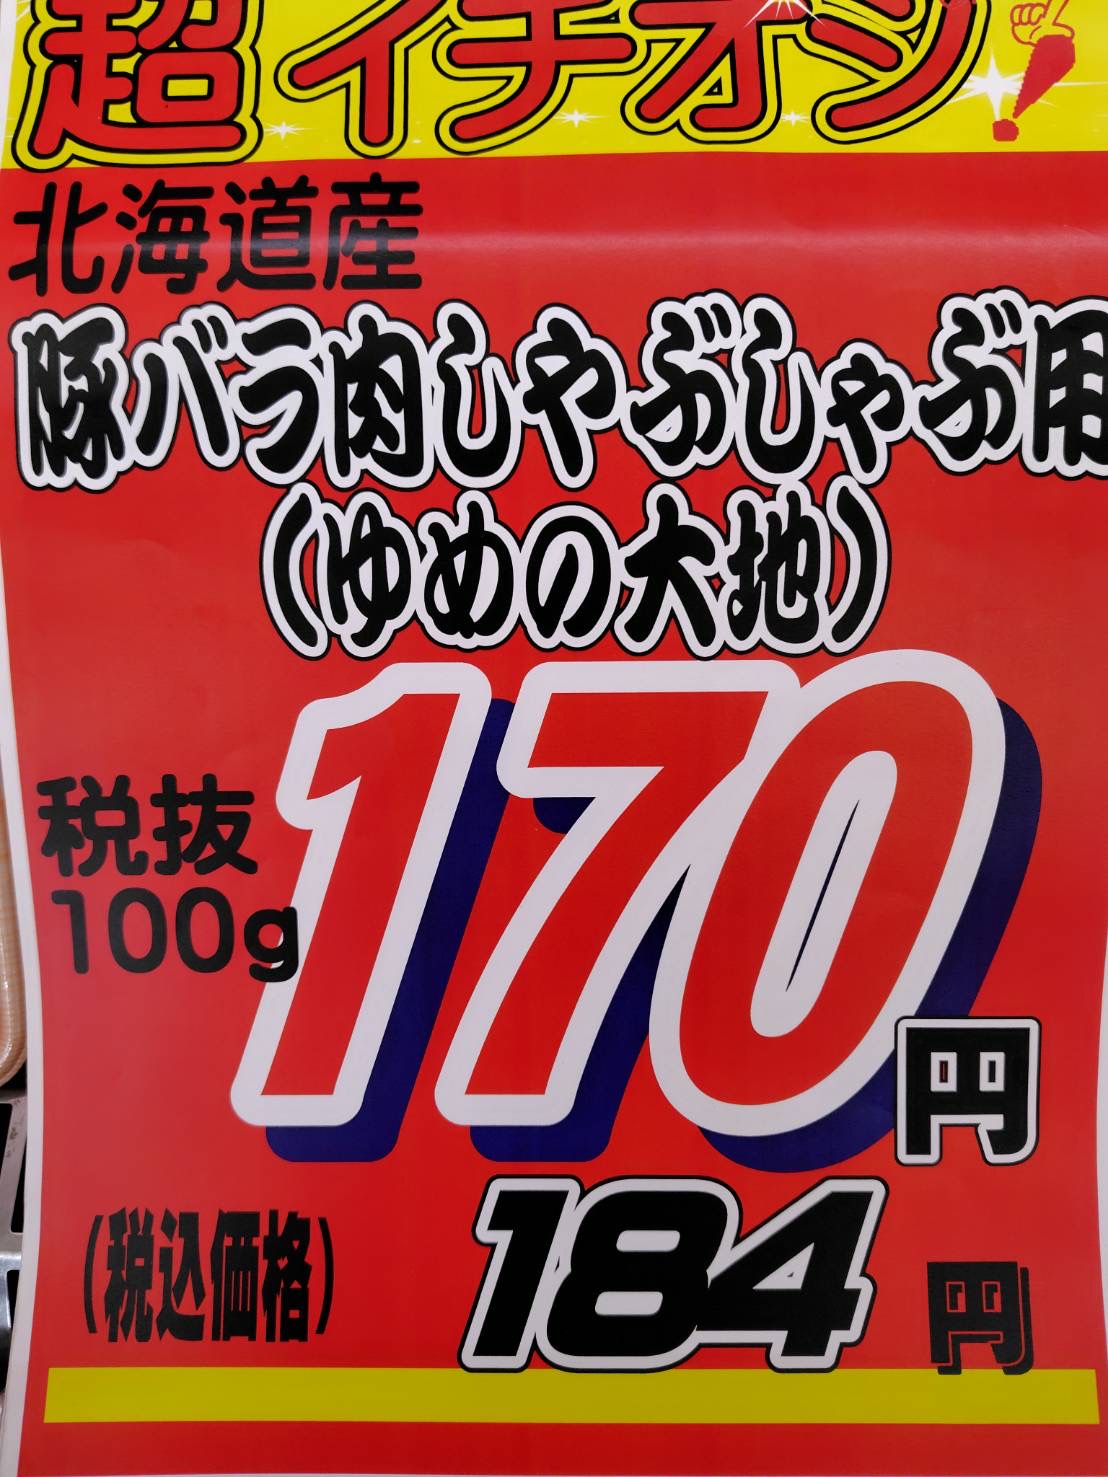 超イチオシ!
北海道産
豚バラ肉しゃぶしゃぶ用
(ゆめの大地)
税抜
100g
170円
(税込価格)
184円